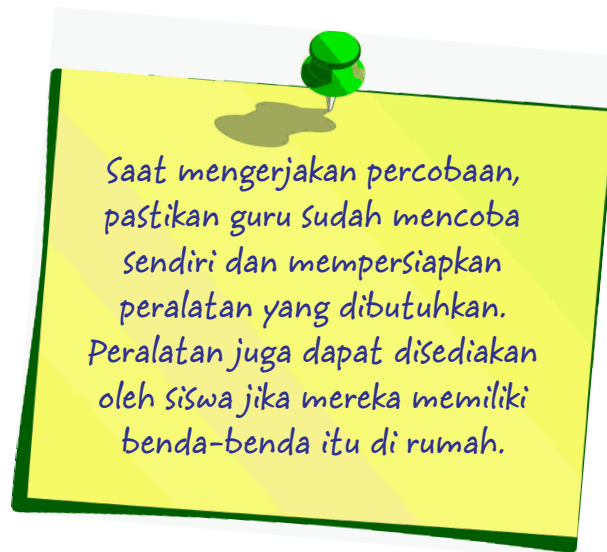 Saat mengerjakan percobaan,
pastikan guru sudah mencoba
sendiri dan mempersiapkan
peralatan yang dibutuhkan.
Peralatan juga dapat disediakan
oleh siswa jika mereka memiliki
benda-benda itu di rumah.